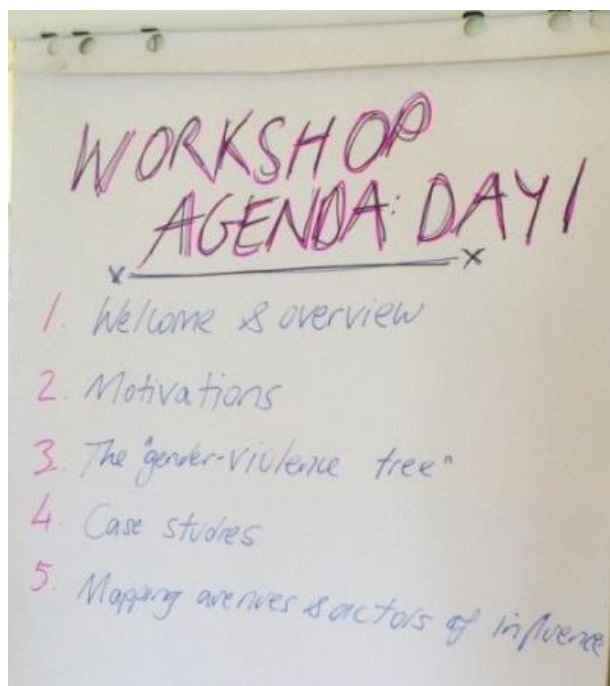 WORKSHOP
AGENDA: DAY 1
1. Welcome & overview
2. Motivations
3. The "gender-violence tree"
4. Case studies
5. Mapping avenues & actors of influence